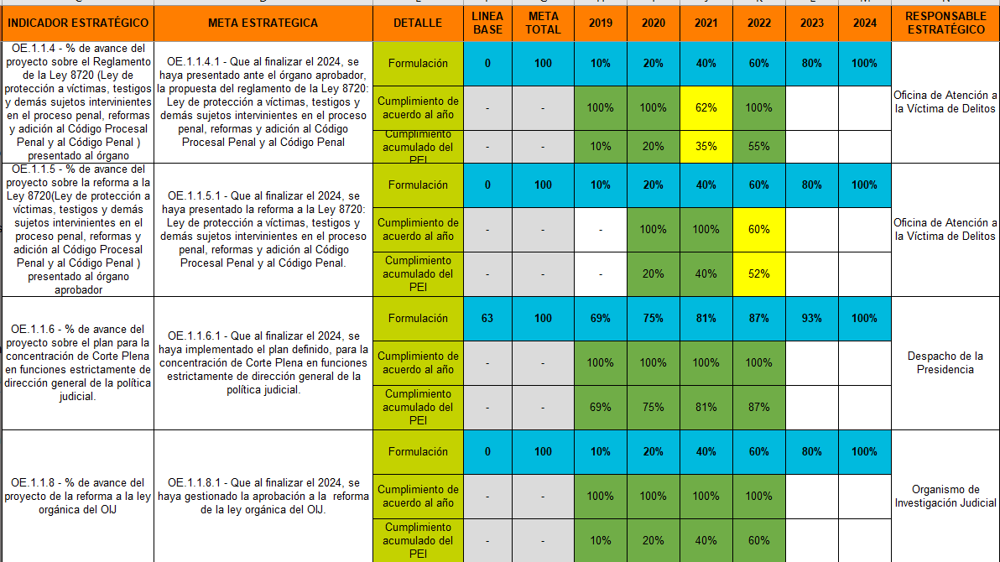 INDICADOR ESTRATÉGICO META ESTRATEGICA DETALLE LINEA BASE META TOTAL 2019 2020 2021 2022 2023 2024 RESPONSABLE ESTRATÉGICO
OE.1.1.4 - % de avance del
proyecto sobre el Reglamento
de la Ley 8720 (Ley de
protección a víctimas, testigos
y demás sujetos intervinientes
en el proceso penal, reformas
y adición al Código Procesal
Penal y al Código Penal )
presentado al órgano
OE.1.1.4.1 - Que al finalizar el 2024, se
haya presentado ante el órgano aprobador,
la propuesta del reglamento de la Ley 8720:
Ley de protección a víctimas, testigos y
demás sujetos intervinientes en el proceso
penal, reformas y adición al Código
Procesal Penal y al Código Penal
Formulación 0 100 10% 20% 40% 60% 80% 100%
Cumplimiento de
acuerdo al año - - 100% 100% 62% 100%
Cumplimiento
acumulado del
PEI - - 10% 20% 35% 55%
Oficina de Atención a
la Víctima de Delitos
OE.1.1.5 - % de avance del
proyecto sobre la reforma a la
Ley 8720(Ley de protección a
víctimas, testigos y demás
sujetos intervinientes en el
proceso penal, reformas y
adición al Código Procesal
Penal y al Código Penal )
presentado al órgano
aprobador
OE.1.1.5.1 - Que al finalizar el 2024, se
haya presentado la reforma a la Ley 8720:
Ley de protección a víctimas, testigos y
demás sujetos intervinientes en el proceso
penal, reformas y adición al Código
Procesal Penal y al Código Penal.
Formulación 0 100 10% 20% 40% 60% 80% 100%
Cumplimiento de
acuerdo al año - - - 100% 100% 60%
Cumplimiento
acumulado del
PEI - - - 20% 40% 52%
Oficina de Atención a
la Víctima de Delitos
OE.1.1.6 - % de avance del
proyecto sobre el plan para la
concentración de Corte Plena
en funciones estrictamente de
dirección general de la política
judicial.
OE.1.1.6.1 - Que al finalizar el 2024, se
haya implementado el plan definido, para la
concentración de Corte Plena en funciones
estrictamente de dirección general de la
política judicial.
Formulación 63 100 69% 75% 81% 87% 93% 100%
Cumplimiento de
acuerdo al año - - 100% 100% 100% 100%
Cumplimiento
acumulado del
PEI - - 69% 75% 81% 87%
Despacho de la
Presidencia
OE.1.1.8 - % de avance del
proyecto de la reforma a la ley
orgánica del OIJ
OE.1.1.8.1 - Que al finalizar el 2024, se
haya gestionado la aprobación a la reforma
de la ley orgánica del OIJ.
Formulación 0 100 10% 20% 40% 60% 80% 100%
Cumplimiento de
acuerdo al año - - 100% 100% 100% 100%
Cumplimiento
acumulado del
PEI - - 10% 20% 40% 60%
Organismo de
Investigación Judicial